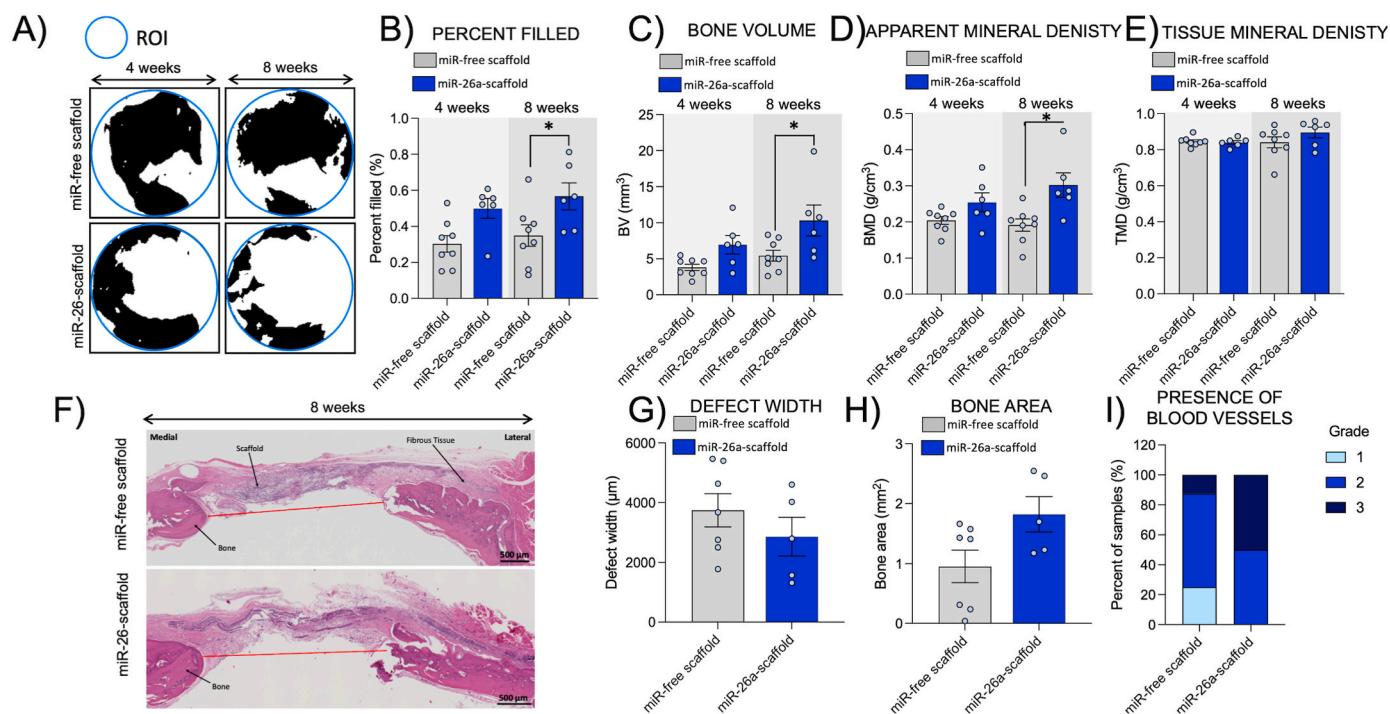 A)
ROI
4 weeks
8 weeks
miR-free scaffold
miR-26-scaffold
B)
PERCENT FILLED
miR-free scaffold
miR-26a-scaffold
4 weeks
8 weeks
*
Percent filled (%)
1.0
0.8
0.6
0.4
0.2
0.0
miR-free scaffold
miR-26a-scaffold
miR-free scaffold
miR-26a-scaffold
C)
BONE VOLUME
miR-free scaffold
miR-26a-scaffold
4 weeks
8 weeks
*
BV (mm³)
25
20
15
10
5
0
miR-free scaffold
miR-26a-scaffold
miR-free scaffold
miR-26a-scaffold
D)
APPARENT MINERAL DENISTY
miR-free scaffold
miR-26a-scaffold
4 weeks
8 weeks
*
BMD (g/cm³)
0.6
0.5
0.4
0.3
0.2
0.1
0.0
miR-free scaffold
miR-26a-scaffold
miR-free scaffold
miR-26a-scaffold
E)
TISSUE MINERAL DENISTY
miR-free scaffold
miR-26a-scaffold
4 weeks
8 weeks
TMD (g/cm³)
1.0
0.8
0.6
0.4
0.2
0.0
miR-free scaffold
miR-26a-scaffold
miR-free scaffold
miR-26a-scaffold
F)
8 weeks
miR-free scaffold
Medial
Lateral
Scaffold
Fibrous Tissue
Bone
500 µm
miR-26-scaffold
Bone
500 µm
G)
DEFECT WIDTH
miR-free scaffold
miR-26a-scaffold
Defect width (µm)
6000
4000
2000
0
miR-free scaffold
miR-26a-scaffold
H)
BONE AREA
miR-free scaffold
miR-26a-scaffold
Bone area (mm²)
3
2
1
0
miR-free scaffold
miR-26a-scaffold
I)
PRESENCE OF
BLOOD VESSELS
Percent of samples (%)
120
100
80
60
40
20
0
miR-free scaffold
miR-26a-scaffold
Grade
1
2
3